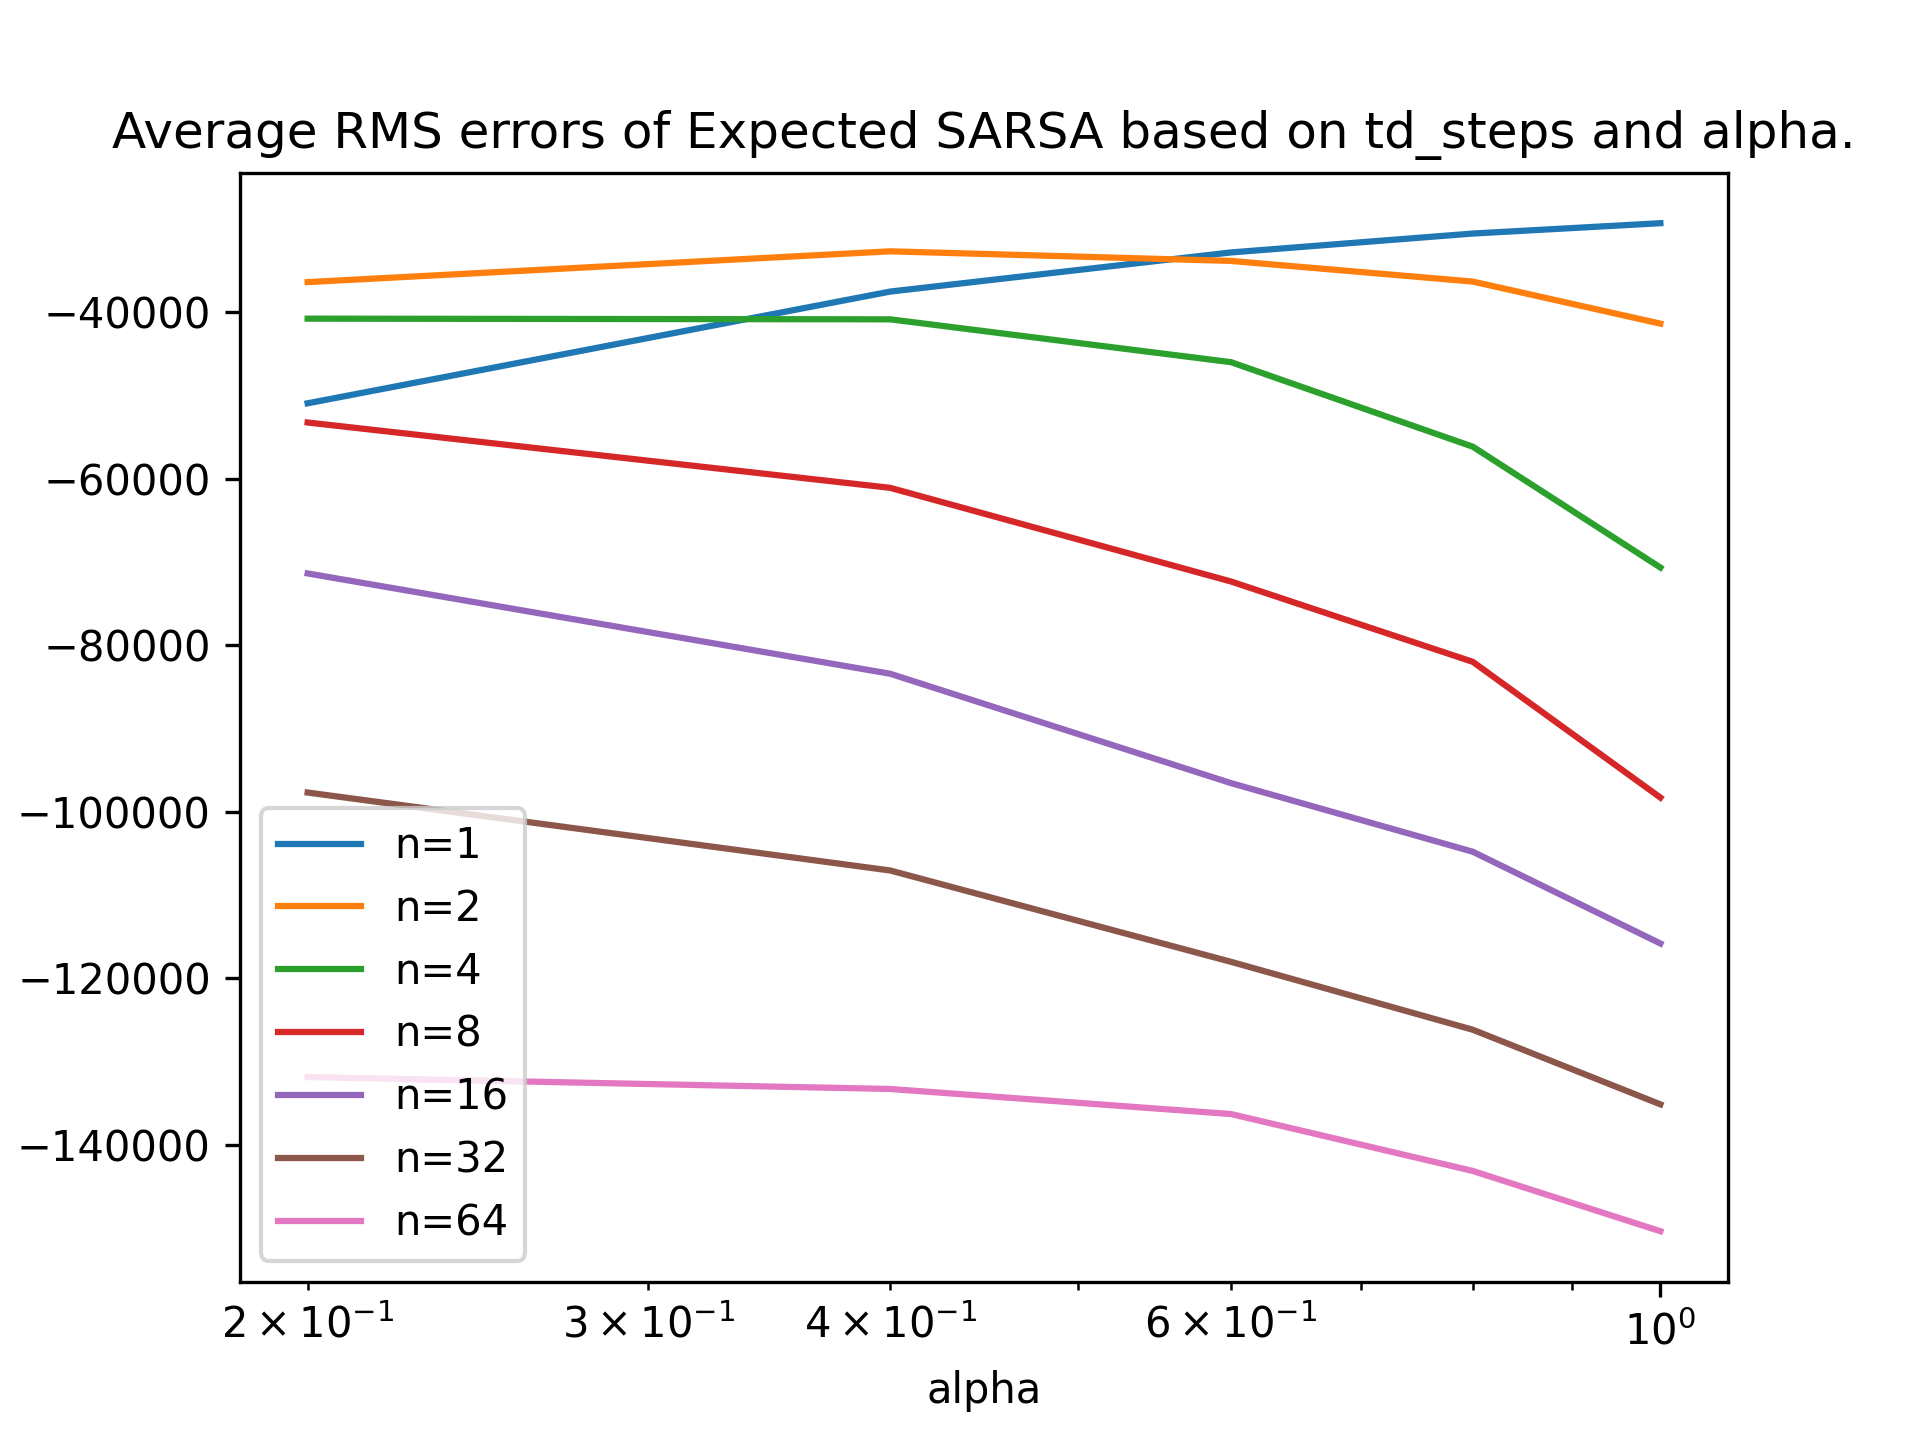 Average RMS errors of Expected SARSA based on td_steps and alpha.
−40000
−60000
−80000
−100000
−120000
−140000
n=1
n=2
n=4
n=8
n=16
n=32
n=64
2 × 10⁻¹ 3 × 10⁻¹ 4 × 10⁻¹ 6 × 10⁻¹ 10⁰
alpha